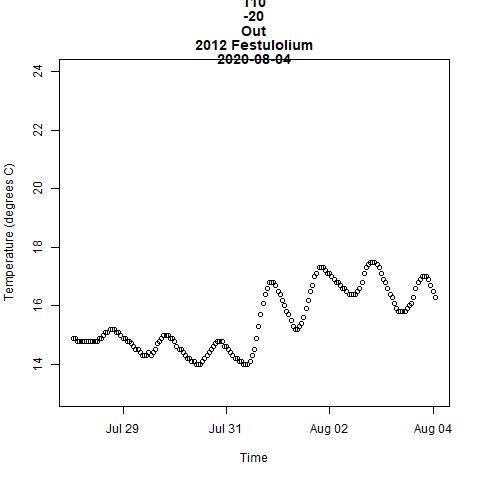 110
-20
Out
2012 Festulolium
2020-08-04
24
22
20
18
16
14
Temperature (degrees C)
Jul 29
Jul 31
Aug 02
Aug 04
Time